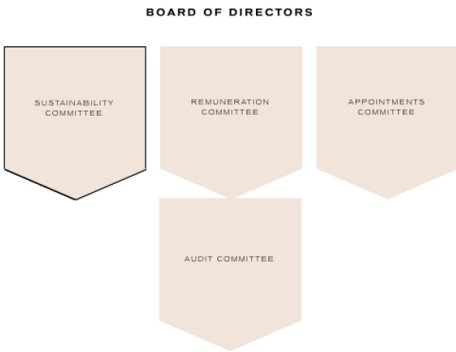 BOARD OF DIRECTORS
SUSTAINABILITY
COMMITTEE
REMUNERATION
COMMITTEE
APPOINTMENTS
COMMITTEE
AUDIT COMMITTEE